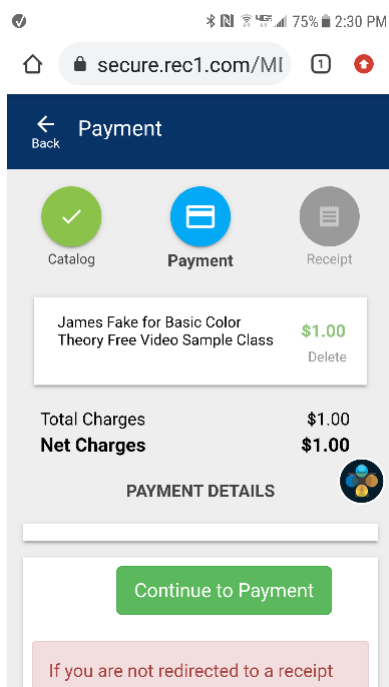 75% 2:30 PM
secure.rec1.com/MI
1
Back
Payment
Catalog
Payment
Receipt
James Fake for Basic Color
Theory Free Video Sample Class
$1.00
Delete
Total Charges $1.00
Net Charges $1.00
PAYMENT DETAILS
Continue to Payment
If you are not redirected to a receipt